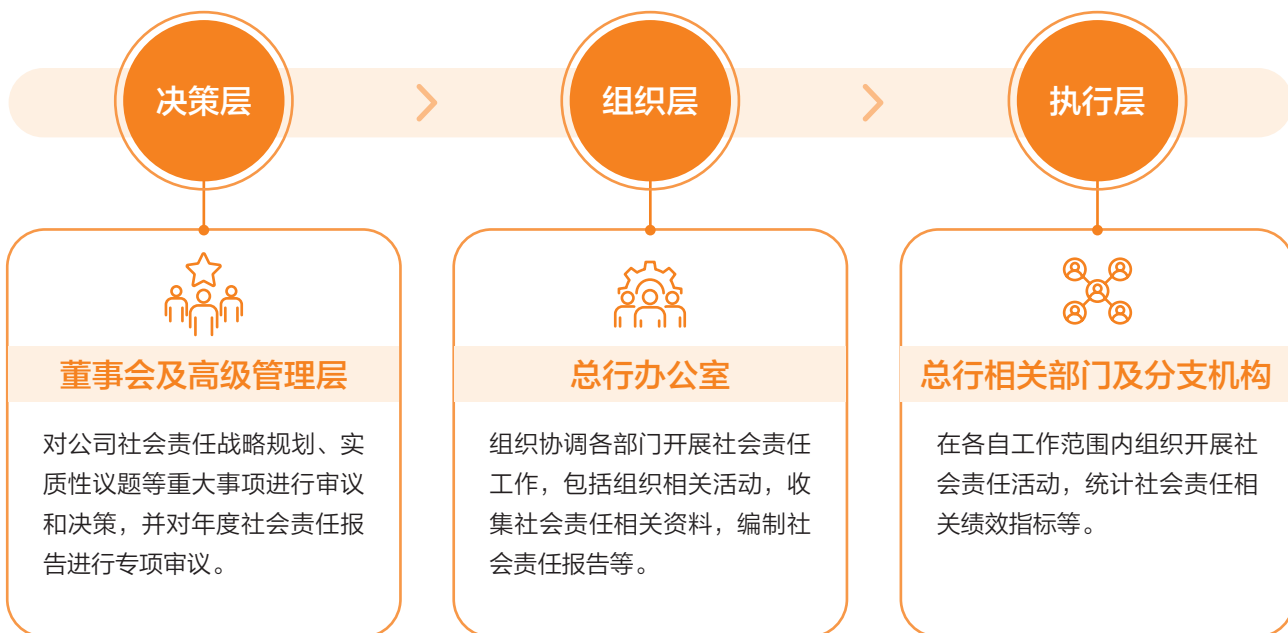 决策层
组织层
执行层
董事会及高级管理层
对公司社会责任战略规划、实
质性议题等重大事项进行审议
和决策，并对年度社会责任报
告进行专项审议。
总行办公室
组织协调各部门开展社会责任
工作，包括组织相关活动，收
集社会责任相关资料，编制社
会责任报告等。
总行相关部门及分支机构
在各自工作范围内组织开展社
会责任活动，统计社会责任相
关绩效指标等。